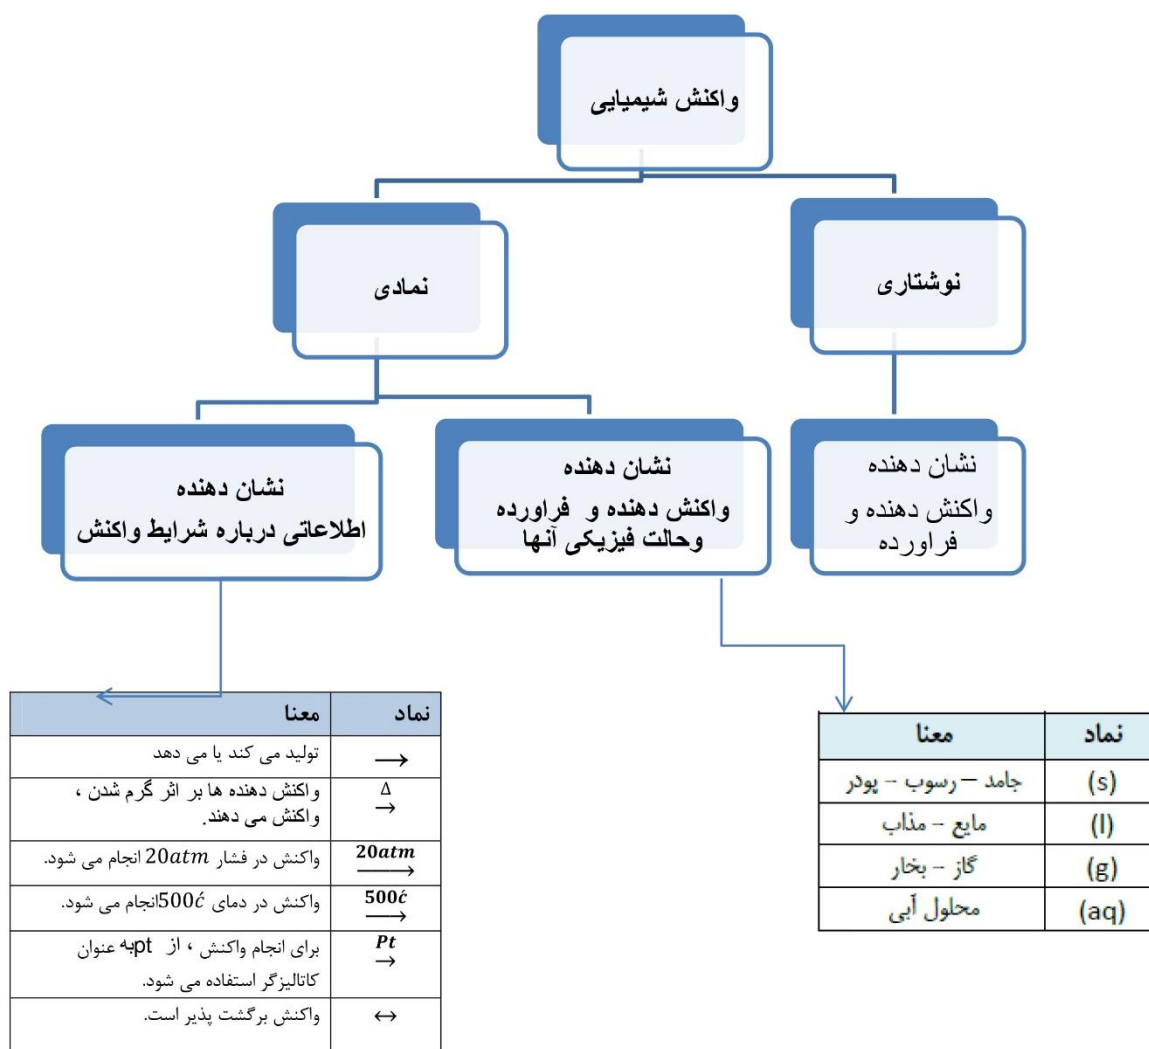 واکنش شیمیایی
نوشتاری
نمادی
نشان دهنده
واکنش دهنده و
فراورده
نشان دهنده
واکنش دهنده و فراورده
وحالت فیزیکی آنها
نشان دهنده
اطلاعاتی درباره شرایط واکنش
نماد معنا
(s) جامد – رسوب – پودر
(l) مایع – مذاب
(g) گاز – بخار
(aq) محلول آبی
نماد معنا
→ تولید می کند یا می دهد
Δ
→ واکنش دهنده ها بر اثر گرم شدن ،
واکنش می دهند.
20atm
→ واکنش در فشار 20atm انجام می شود.
500ć
→ واکنش در دمای 500ćانجام می شود.
Pt
→ برای انجام واکنش ، از ptبه عنوان
کاتالیزگر استفاده می شود.
↔ واکنش برگشت پذیر است.